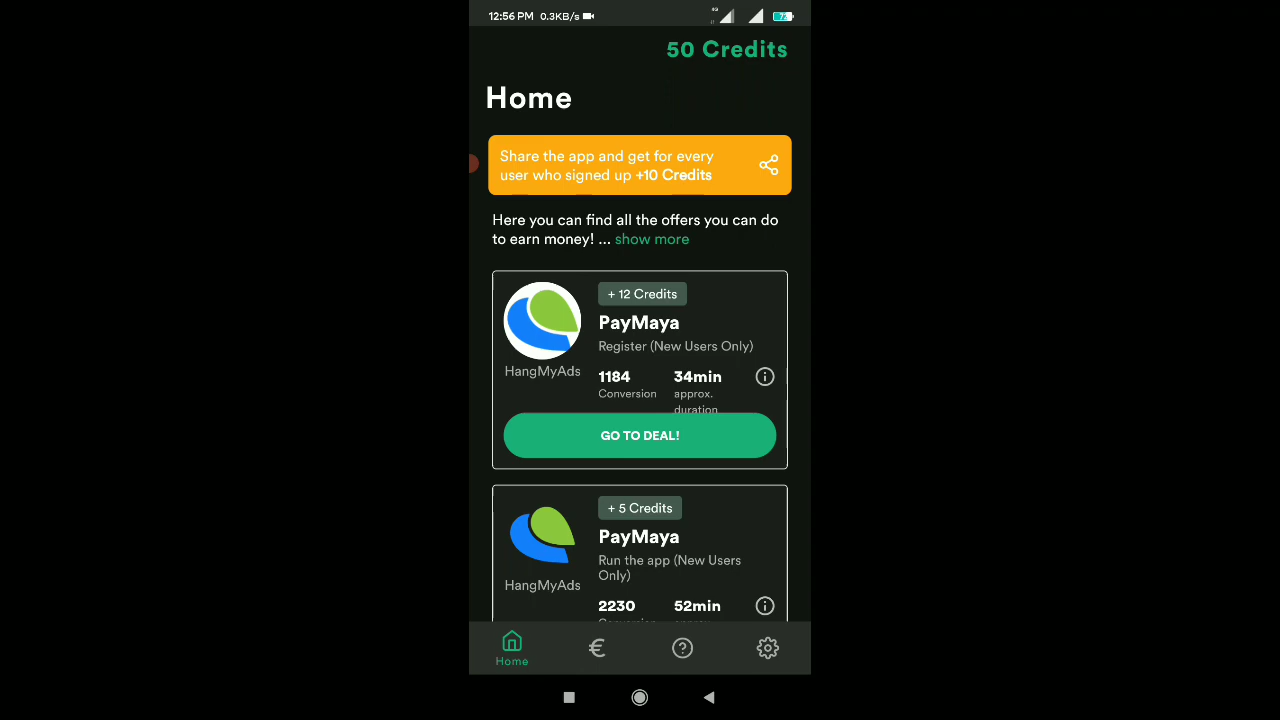 12:56 PM 0.3KB/s
4G
72
50 Credits
Home
Share the app and get for every
user who signed up +10 Credits
Here you can find all the offers you can do
to earn money! ... show more
+ 12 Credits
PayMaya
Register (New Users Only)
HangMyAds
1184
34min
Conversion
approx.
duration
GO TO DEAL!
+ 5 Credits
PayMaya
Run the app (New Users
Only)
HangMyAds
2230
52min
Home